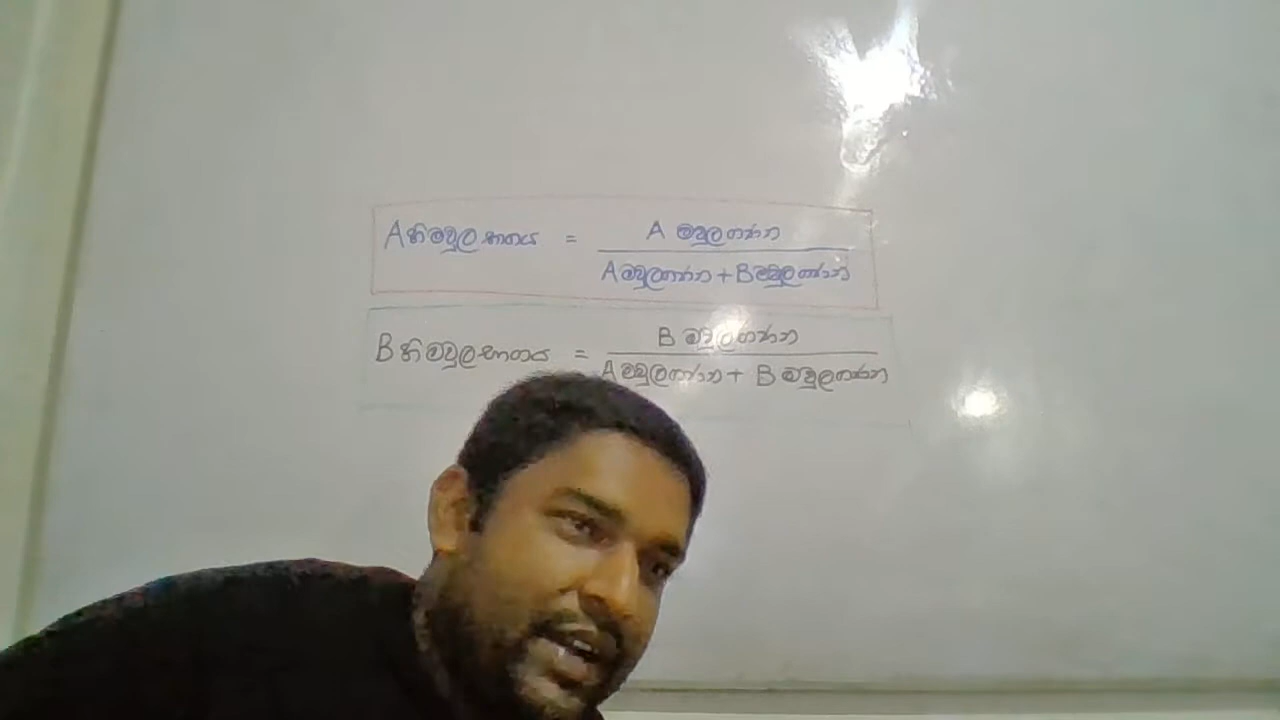 A හි මවුල භාගය = A මවුල ගණන
A මවුල ගණන + B මවුල ගණන
B හි මවුල භාගය = B මවුල ගණන
A මවුල ගණන + B මවුල ගණන